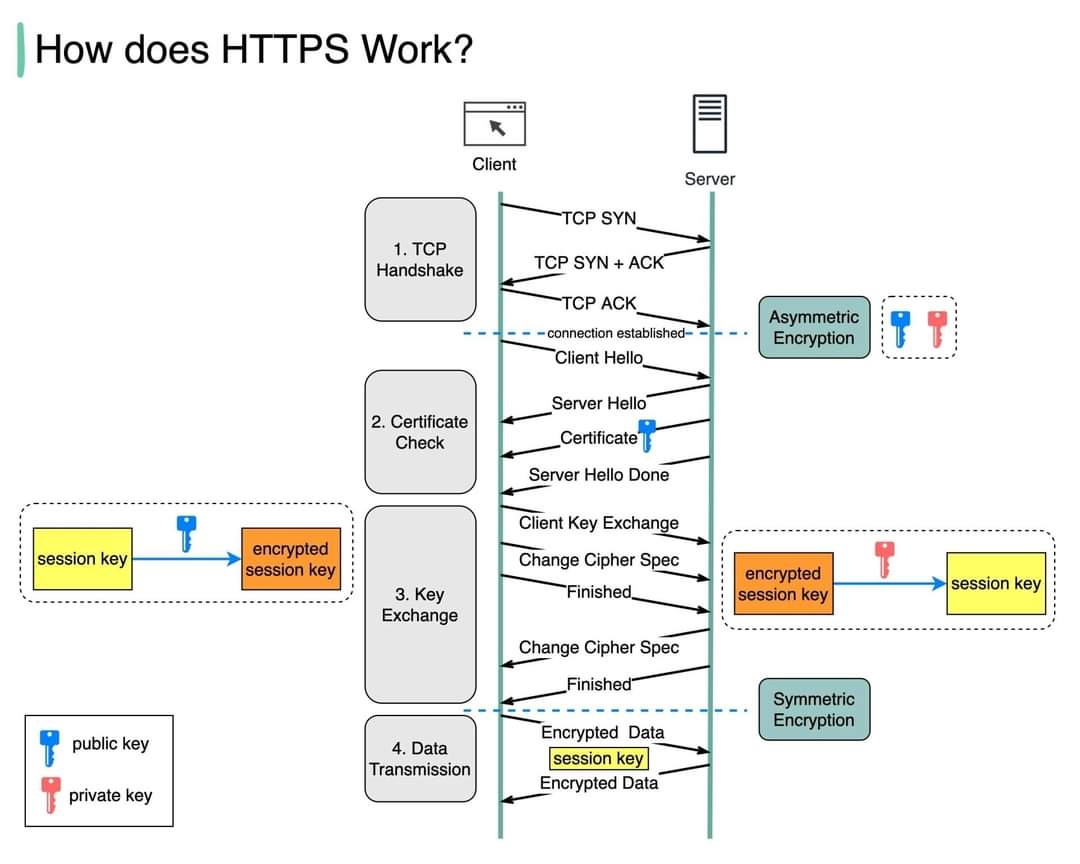 How does HTTPS Work?
Client
Server
1. TCP
Handshake
TCP SYN
TCP SYN + ACK
TCP ACK
connection established
Asymmetric
Encryption
Client Hello
2. Certificate
Check
Server Hello
Certificate
Server Hello Done
session key
encrypted
session key
3. Key
Exchange
Client Key Exchange
Change Cipher Spec
Finished
Change Cipher Spec
Finished
encrypted
session key
session key
Symmetric
Encryption
4. Data
Transmission
Encrypted Data
session key
Encrypted Data
public key
private key